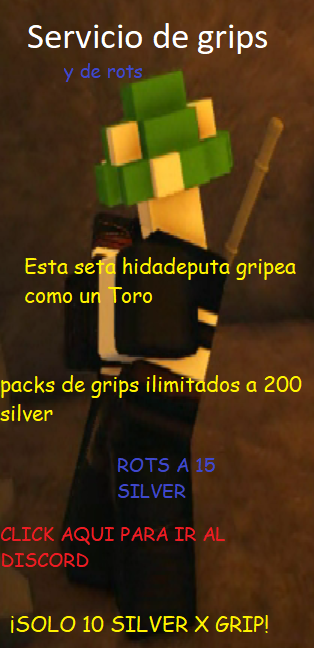 Servicio de grips
y de rots
Esta seta hidadeputa gripea
como un Toro
packs de grips ilimitados a 200
silver
ROTS A 15
SILVER
CLICK AQUI PARA IR AL
DISCORD
¡SOLO 10 SILVER X GRIP!